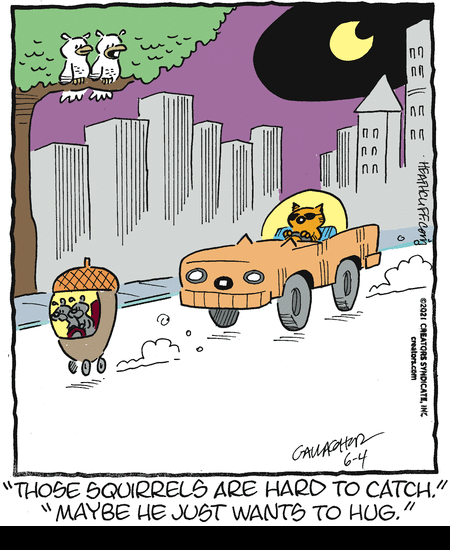 HEATHCLIFF.com
©2021 CREATORS SYNDICATE, INC
creators.com
GALLAGHER
6-4
"THOSE SQUIRRELS ARE HARD TO CATCH."
"MAYBE HE JUST WANTS TO HUG."